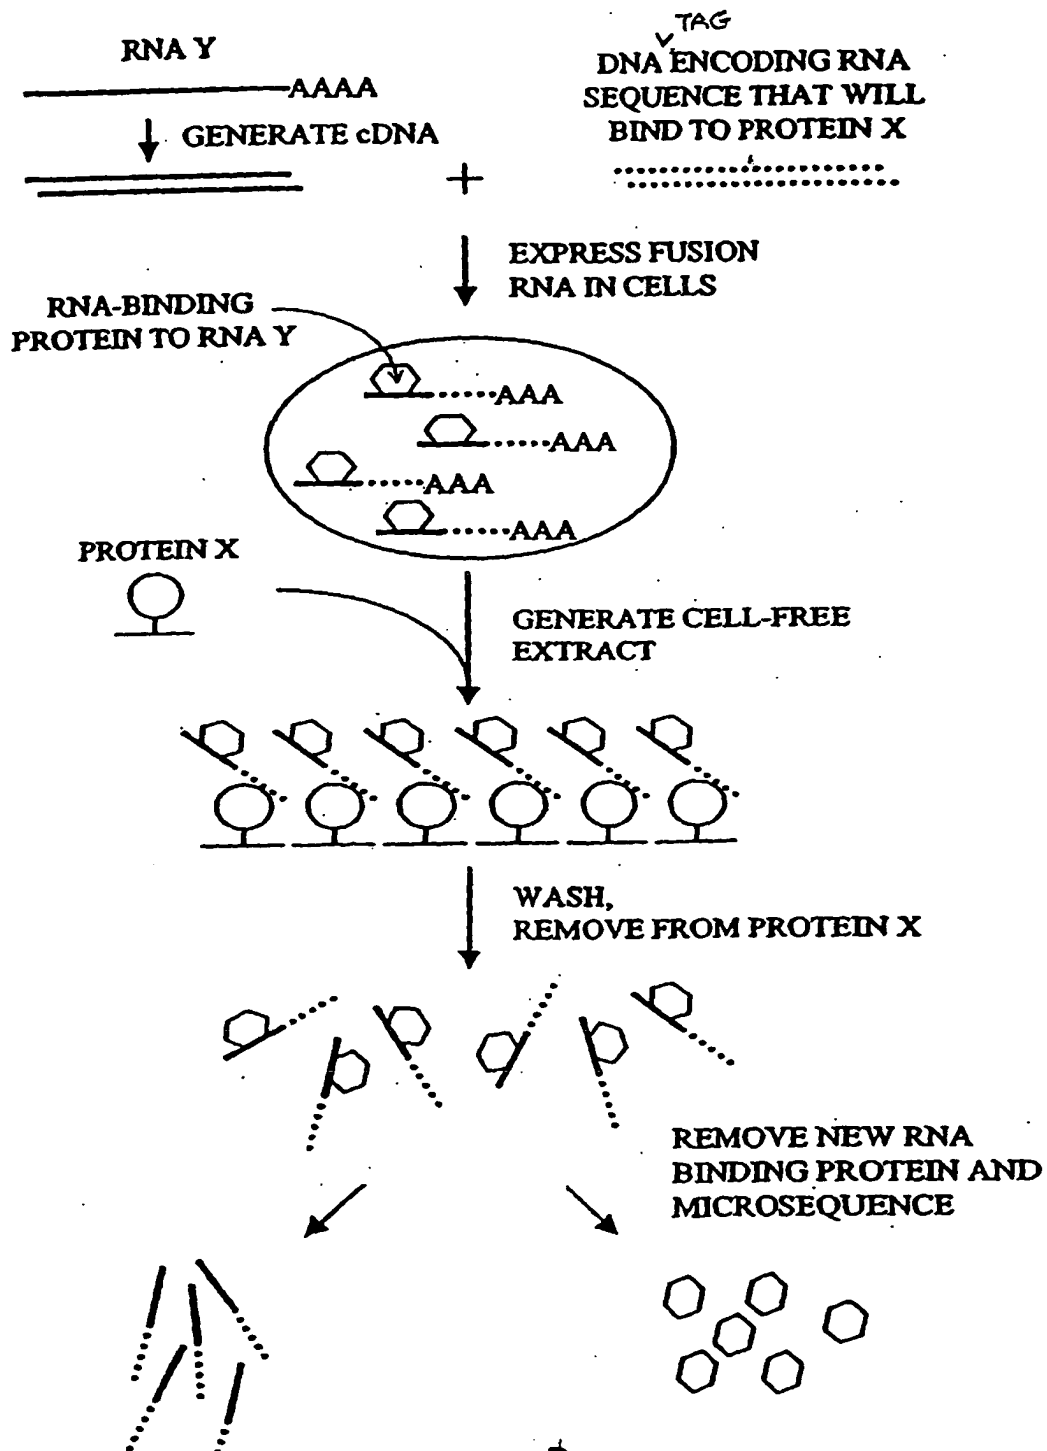 RNA Y
AAAA
GENERATE cDNA
TAG
DNA ENCODING RNA
SEQUENCE THAT WILL
BIND TO PROTEIN X
+
EXPRESS FUSION
RNA IN CELLS
RNA-BINDING
PROTEIN TO RNA Y
AAA
AAA
AAA
AAA
PROTEIN X
GENERATE CELL-FREE
EXTRACT
WASH,
REMOVE FROM PROTEIN X
REMOVE NEW RNA
BINDING PROTEIN AND
MICROSEQUENCE